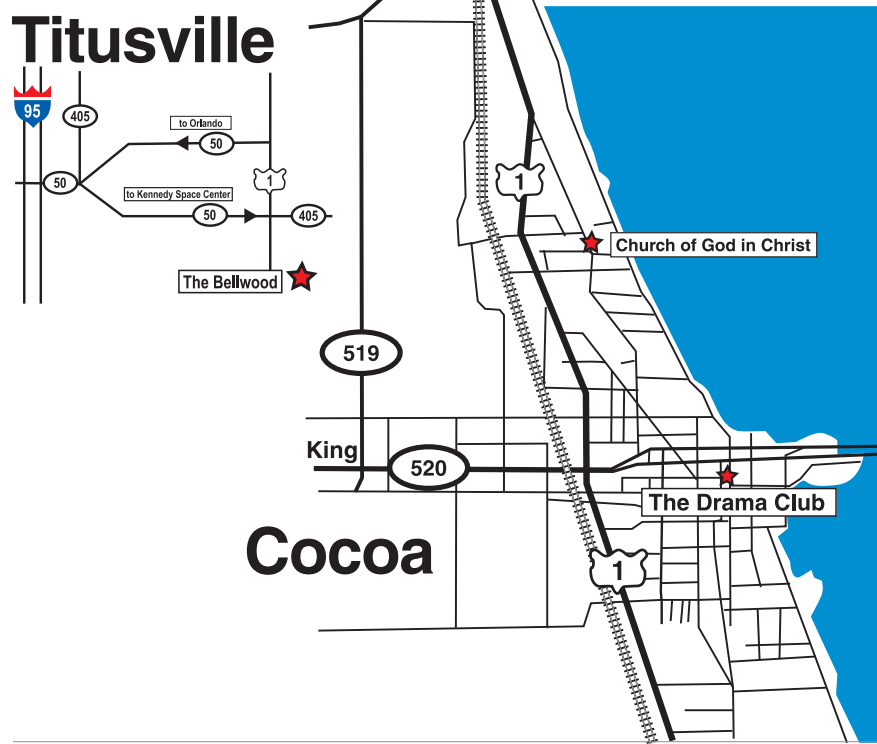 Titusville
95
405
to Orlando
50
50
1
to Kennedy Space Center
50
405
The Bellwood
1
Church of God in Christ
519
King
520
The Drama Club
Cocoa
1